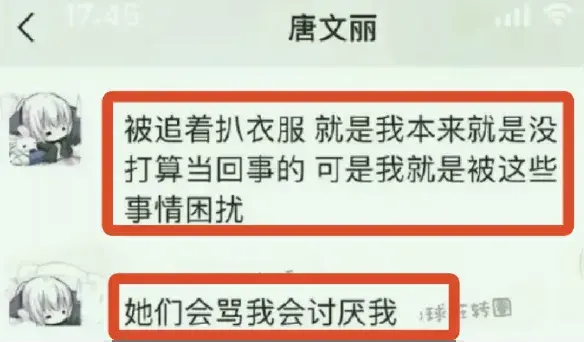 17:45
唐文丽
被追着扒衣服 就是我本来就是没
打算当回事的 可是我就是被这些
事情困扰
她们会骂我会讨厌我
球在转圈